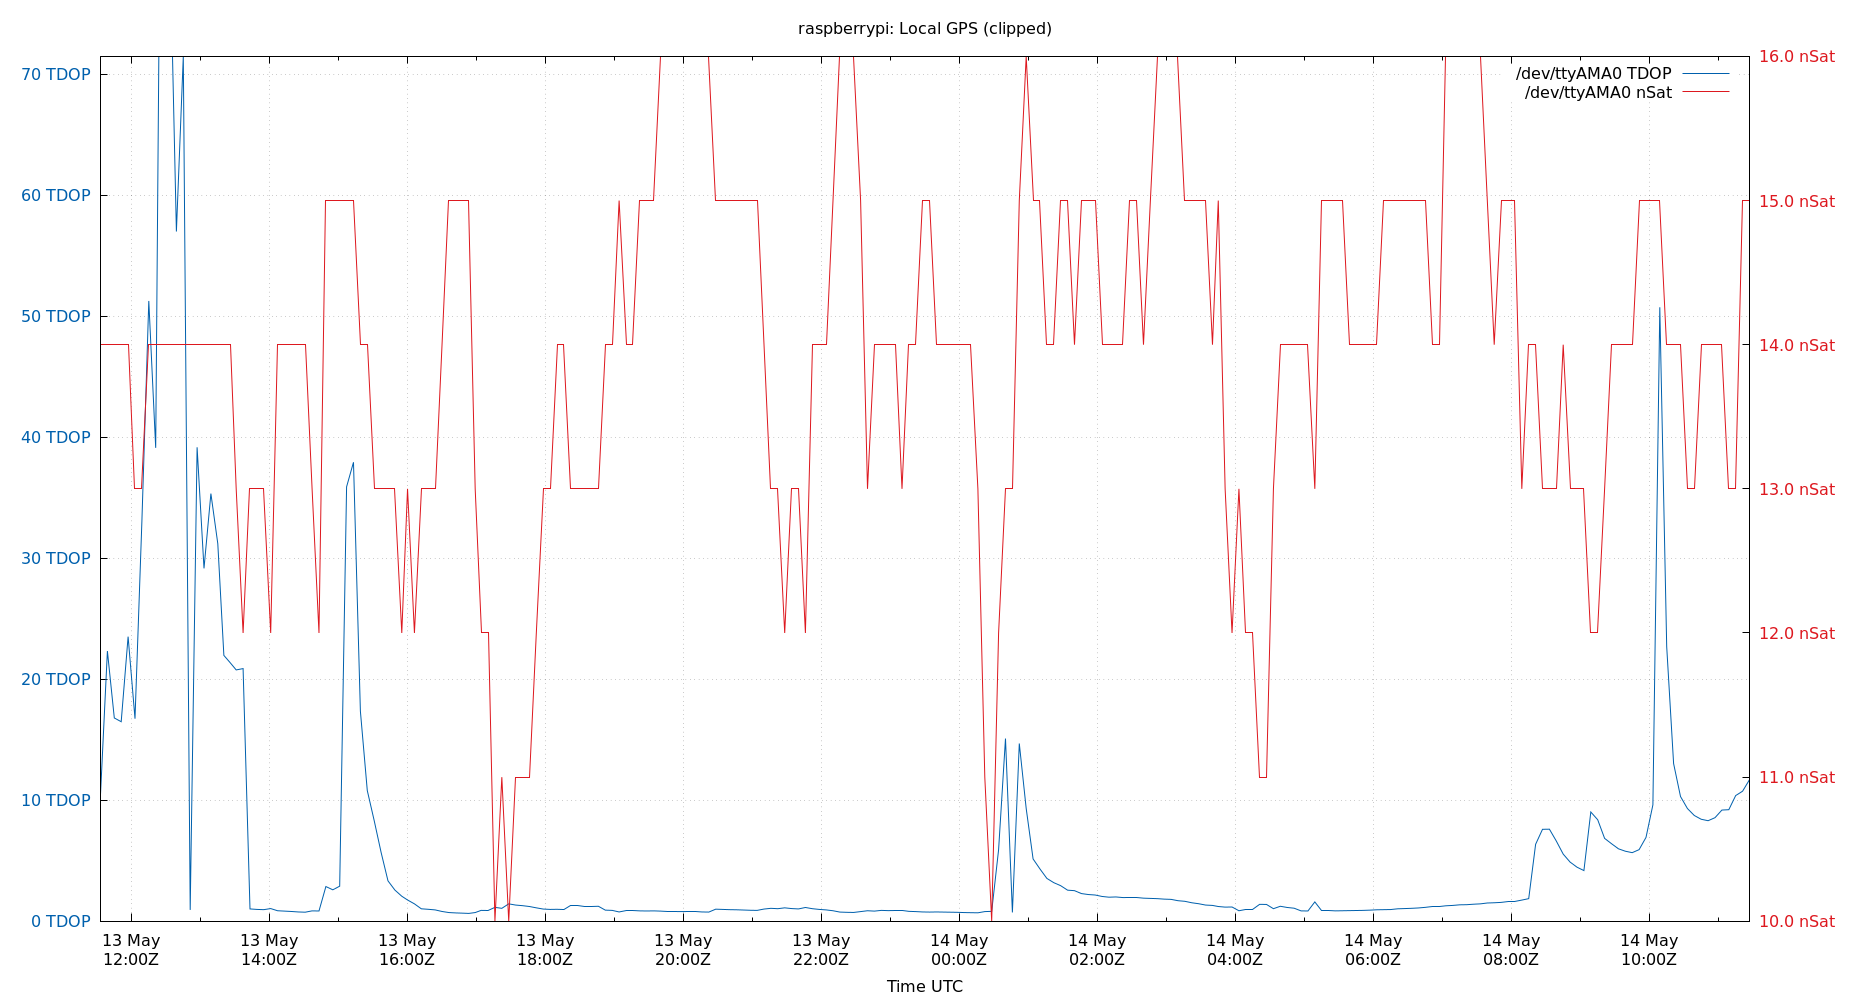 raspberrypi: Local GPS (clipped)
/dev/ttyAMA0 TDOP
/dev/ttyAMA0 nSat
70 TDOP
60 TDOP
50 TDOP
40 TDOP
30 TDOP
20 TDOP
10 TDOP
0 TDOP
16.0 nSat
15.0 nSat
14.0 nSat
13.0 nSat
12.0 nSat
11.0 nSat
10.0 nSat
13 May
12:00Z
13 May
14:00Z
13 May
16:00Z
13 May
18:00Z
13 May
20:00Z
13 May
22:00Z
14 May
00:00Z
14 May
02:00Z
14 May
04:00Z
14 May
06:00Z
14 May
08:00Z
14 May
10:00Z
Time UTC